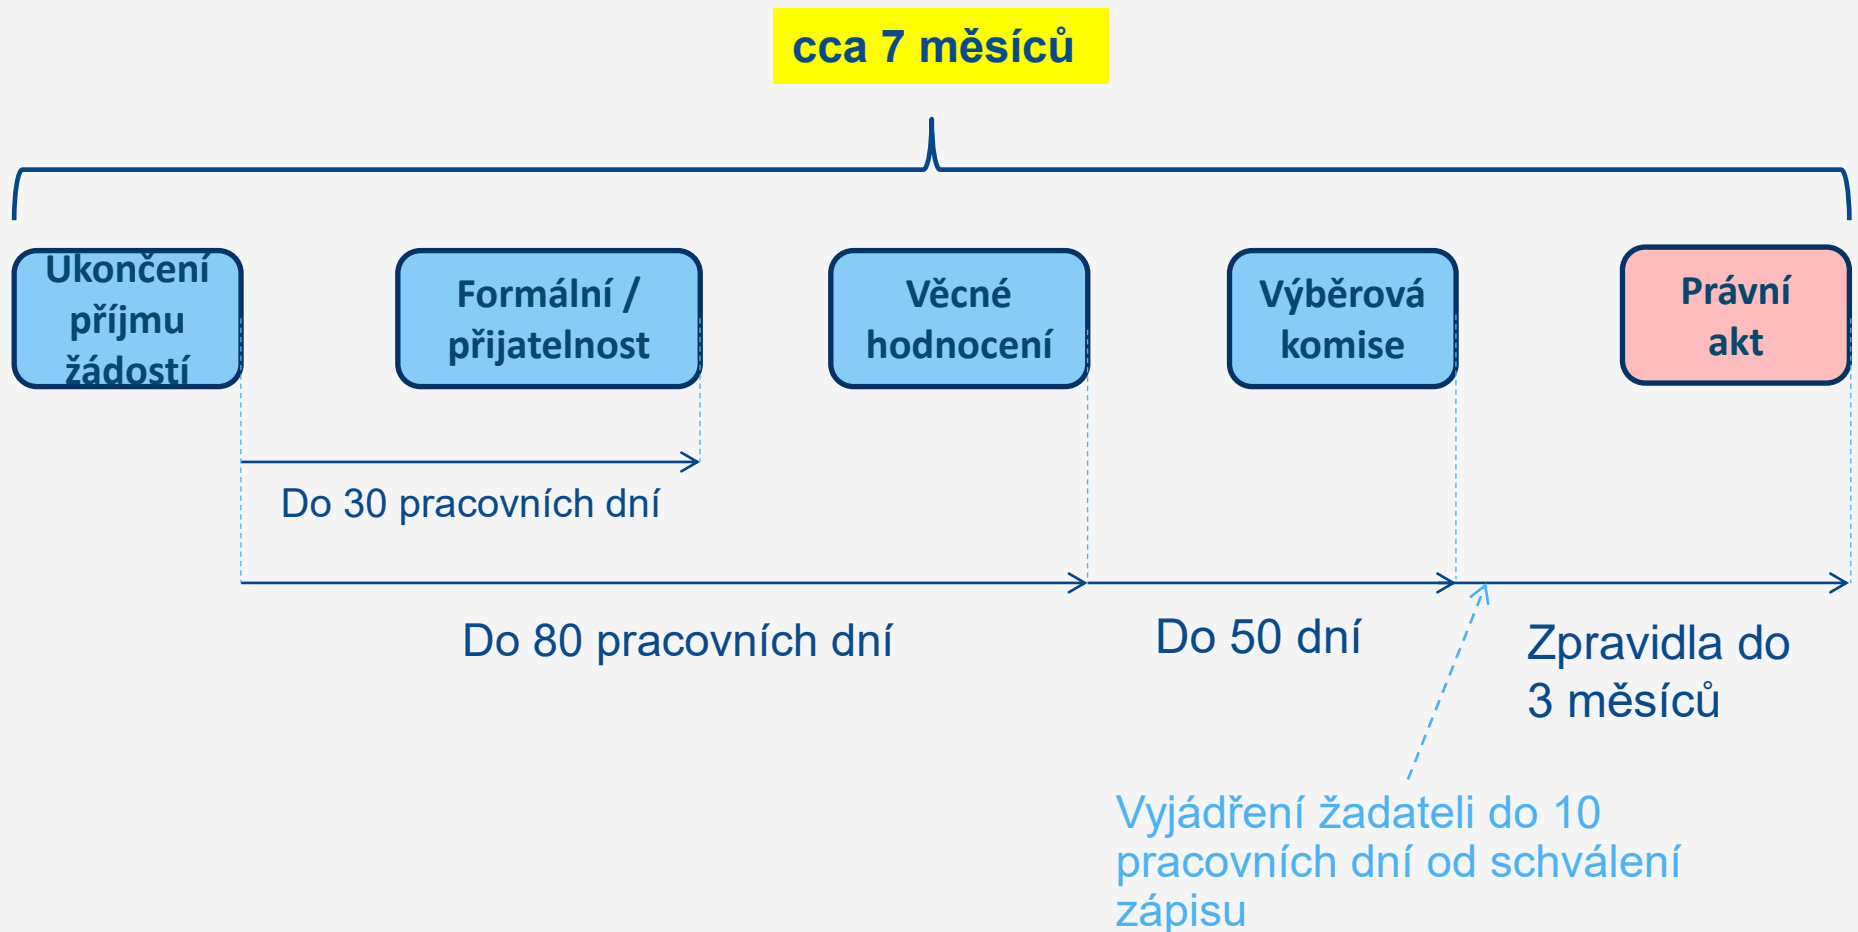 cca 7 měsíců
Ukončení
příjmu
žádostí
Formální /
přijatelnost
Věcné
hodnocení
Výběrová
komise
Právní
akt
Do 30 pracovních dní
Do 80 pracovních dní
Do 50 dní
Zpravidla do
3 měsíců
Vyjádření žadateli do 10
pracovních dní od schválení
zápisu